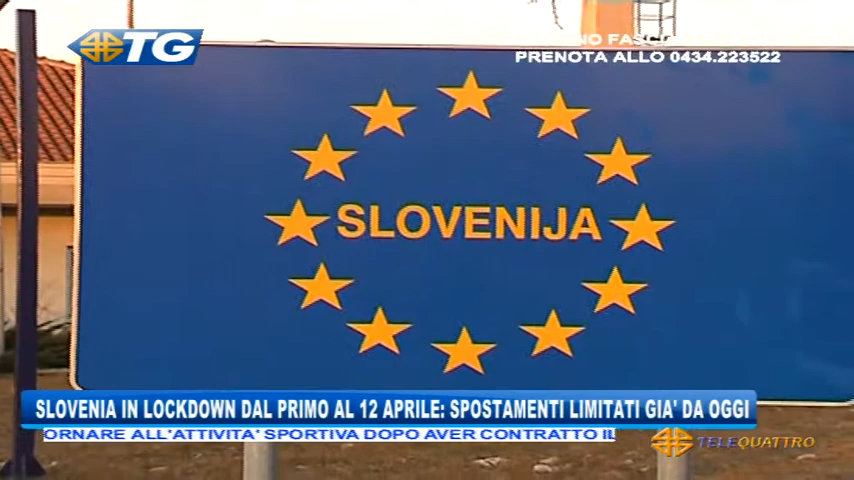 TG
PRENOTA ALLO 0434.223522
SLOVENIJA
SLOVENIA IN LOCKDOWN DAL PRIMO AL 12 APRILE: SPOSTAMENTI LIMITATI GIA' DA OGGI
ORNARE ALL'ATTIVITA' SPORTIVA DOPO AVER CONTRATTO IL
TELEQUATTRO